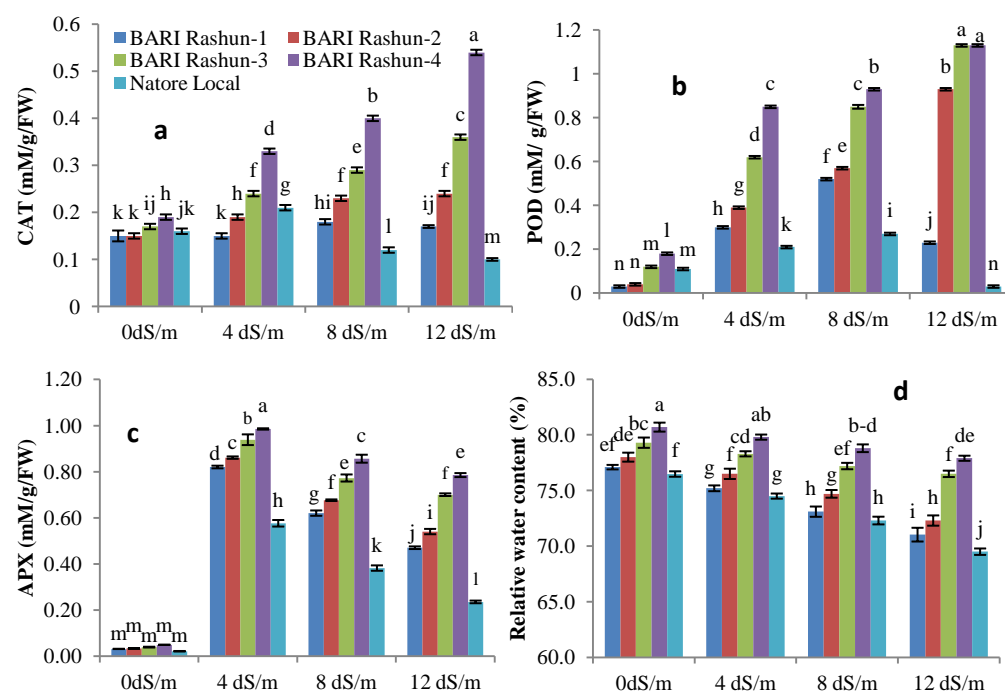 0.6
0.5
0.4
0.3
0.2
0.1
0
CAT (mM/g/FW)
BARI Rashun-1 BARI Rashun-2
BARI Rashun-3 BARI Rashun-4
Natore Local
a
k k ij h jk
k h f d g
hi f e b l
ij f c a m
0dS/m 4 dS/m 8 dS/m 12 dS/m
1.2
1
0.8
0.6
0.4
0.2
0
POD (mM/ g/FW)
b
n n m l m
h g d c k
f e c b i
j b a a n
0dS/m 4 dS/m 8 dS/m 12 dS/m
1.20
1.00
0.80
0.60
0.40
0.20
0.00
APX (mM/g/FW)
c
m m m m m
d c b a h
g f e c k
j i f e l
0dS/m 4 dS/m 8 dS/m 12 dS/m
85.0
80.0
75.0
70.0
65.0
60.0
Relative water content (%)
d
ef de bc a f
g f cd ab g
h g ef b-d h
i h f de j
0dS/m 4 dS/m 8 dS/m 12 dS/m